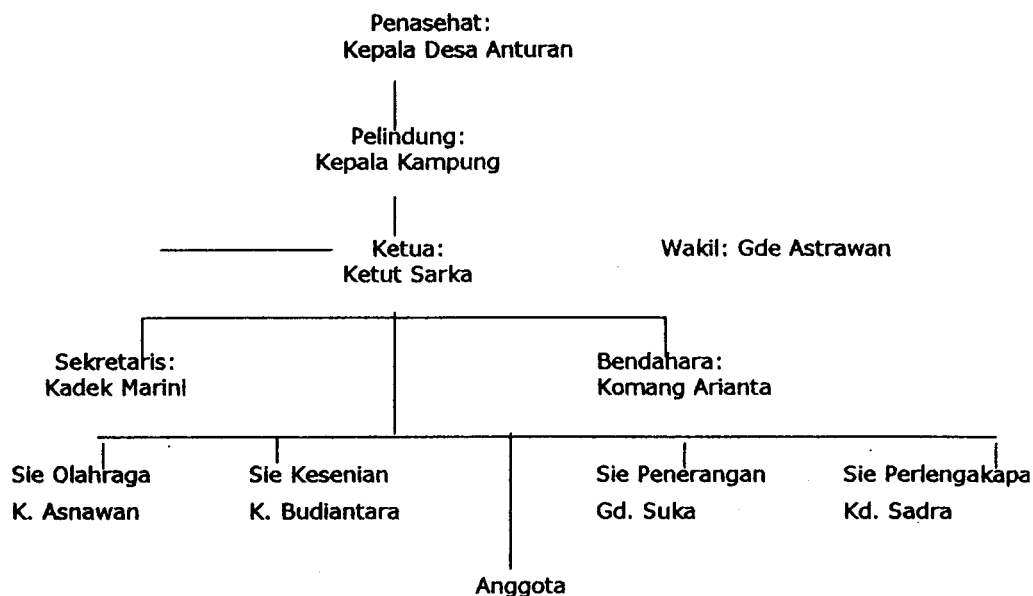 Penasehat:
Kepala Desa Anturan
Pelindung:
Kepala Kampung
Ketua:
Ketut Sarka
Wakil: Gde Astrawan
Sekretaris:
Kadek Marini
Bendahara:
Komang Arianta
Sie Olahraga
K. Asnawan
Sie Kesenian
K. Budiantara
Sie Penerangan
Gd. Suka
Sie Perlengakapa
Kd. Sadra
Anggota